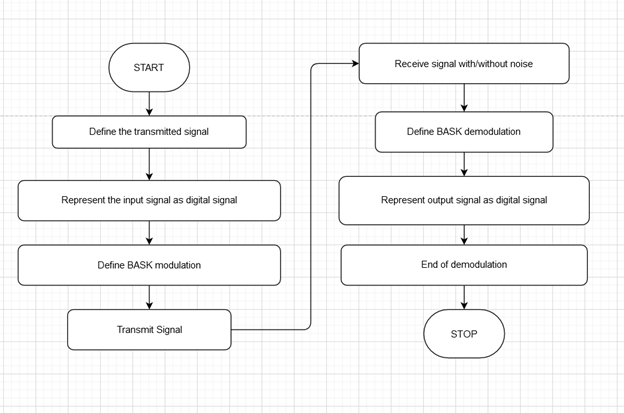 START
Define the transmitted signal
Represent the input signal as digital signal
Define BASK modulation
Transmit Signal
Receive signal with/without noise
Define BASK demodulation
Represent output signal as digital signal
End of demodulation
STOP